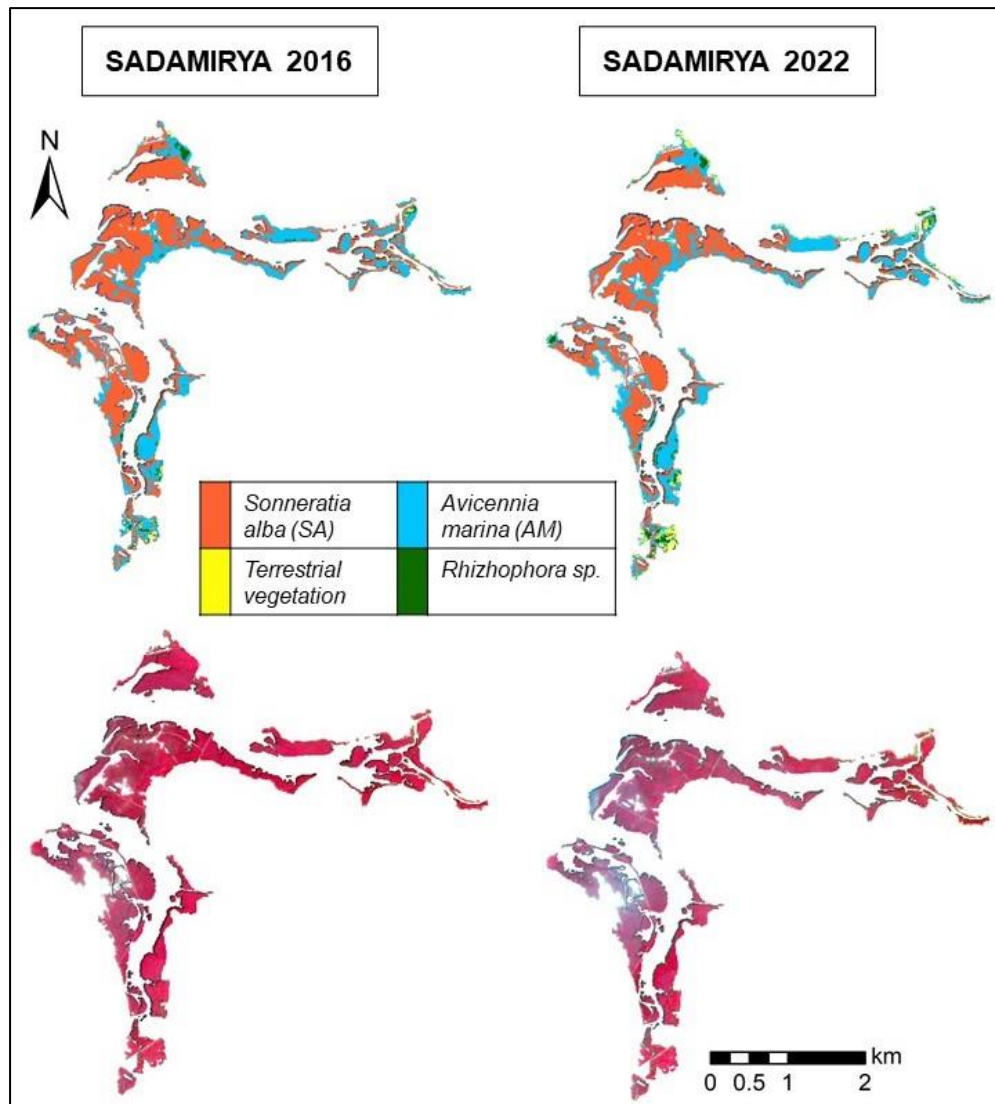 SADAMIRYA 2016
SADAMIRYA 2022
N
Sonneratia
alba (SA)
Avicennia
marina (AM)
Terrestrial
vegetation
Rhizhophora sp.
km
0 0.5 1 2